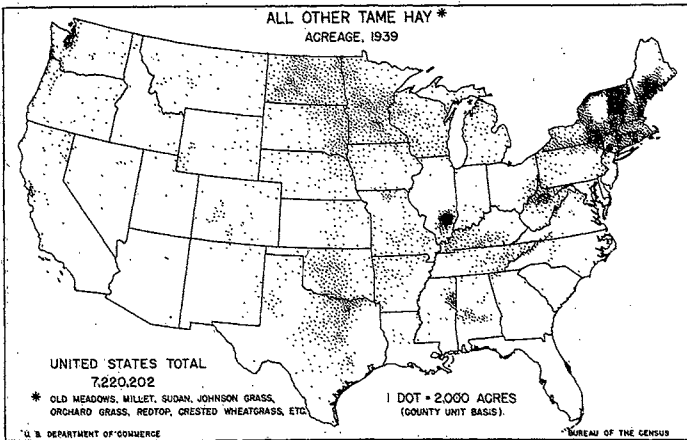 ALL OTHER TAME HAY *
ACREAGE, 1939
UNITED STATES TOTAL
7,220,202
* OLD MEADOWS, MILLET, SUDAN, JOHNSON GRASS,
ORCHARD GRASS, REDTOP, CRESTED WHEATGRASS, ETC.
1 DOT = 2,000 ACRES
(COUNTY UNIT BASIS)
U. S. DEPARTMENT OF COMMERCE
BUREAU OF THE CENSUS